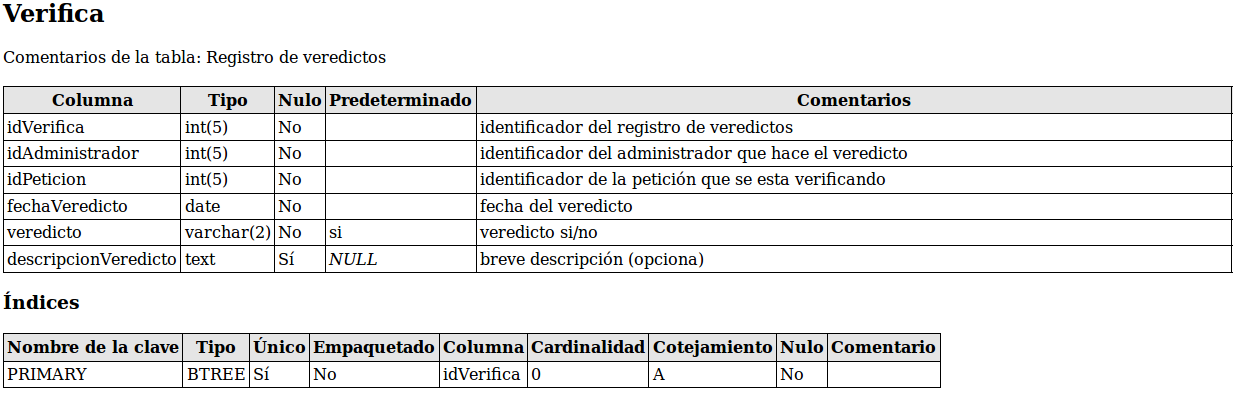 Verifica
Comentarios de la tabla: Registro de veredictos
Columna Tipo Nulo Predeterminado Comentarios
idVerifica int(5) No identificador del registro de veredictos
idAdministrador int(5) No identificador del administrador que hace el veredicto
idPeticion int(5) No identificador de la petición que se esta verificando
fechaVeredicto date No fecha del veredicto
veredicto varchar(2) No si veredicto si/no
descripcionVeredicto text Sí NULL breve descripción (opciona)
Índices
Nombre de la clave Tipo Único Empaquetado Columna Cardinalidad Cotejamiento Nulo Comentario
PRIMARY BTREE Sí No idVerifica 0 A No